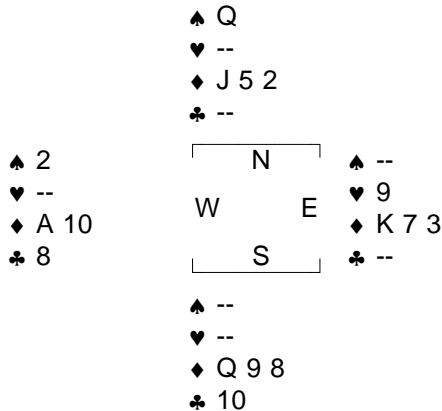 ♠ Q
♥ --
♦ J 5 2
♣ --
♠ 2
♥ --
♦ A 10
♣ 8
N
W E
S
♠ --
♥ 9
♦ K 7 3
♣ --
♠ --
♥ --
♦ Q 9 8
♣ 10